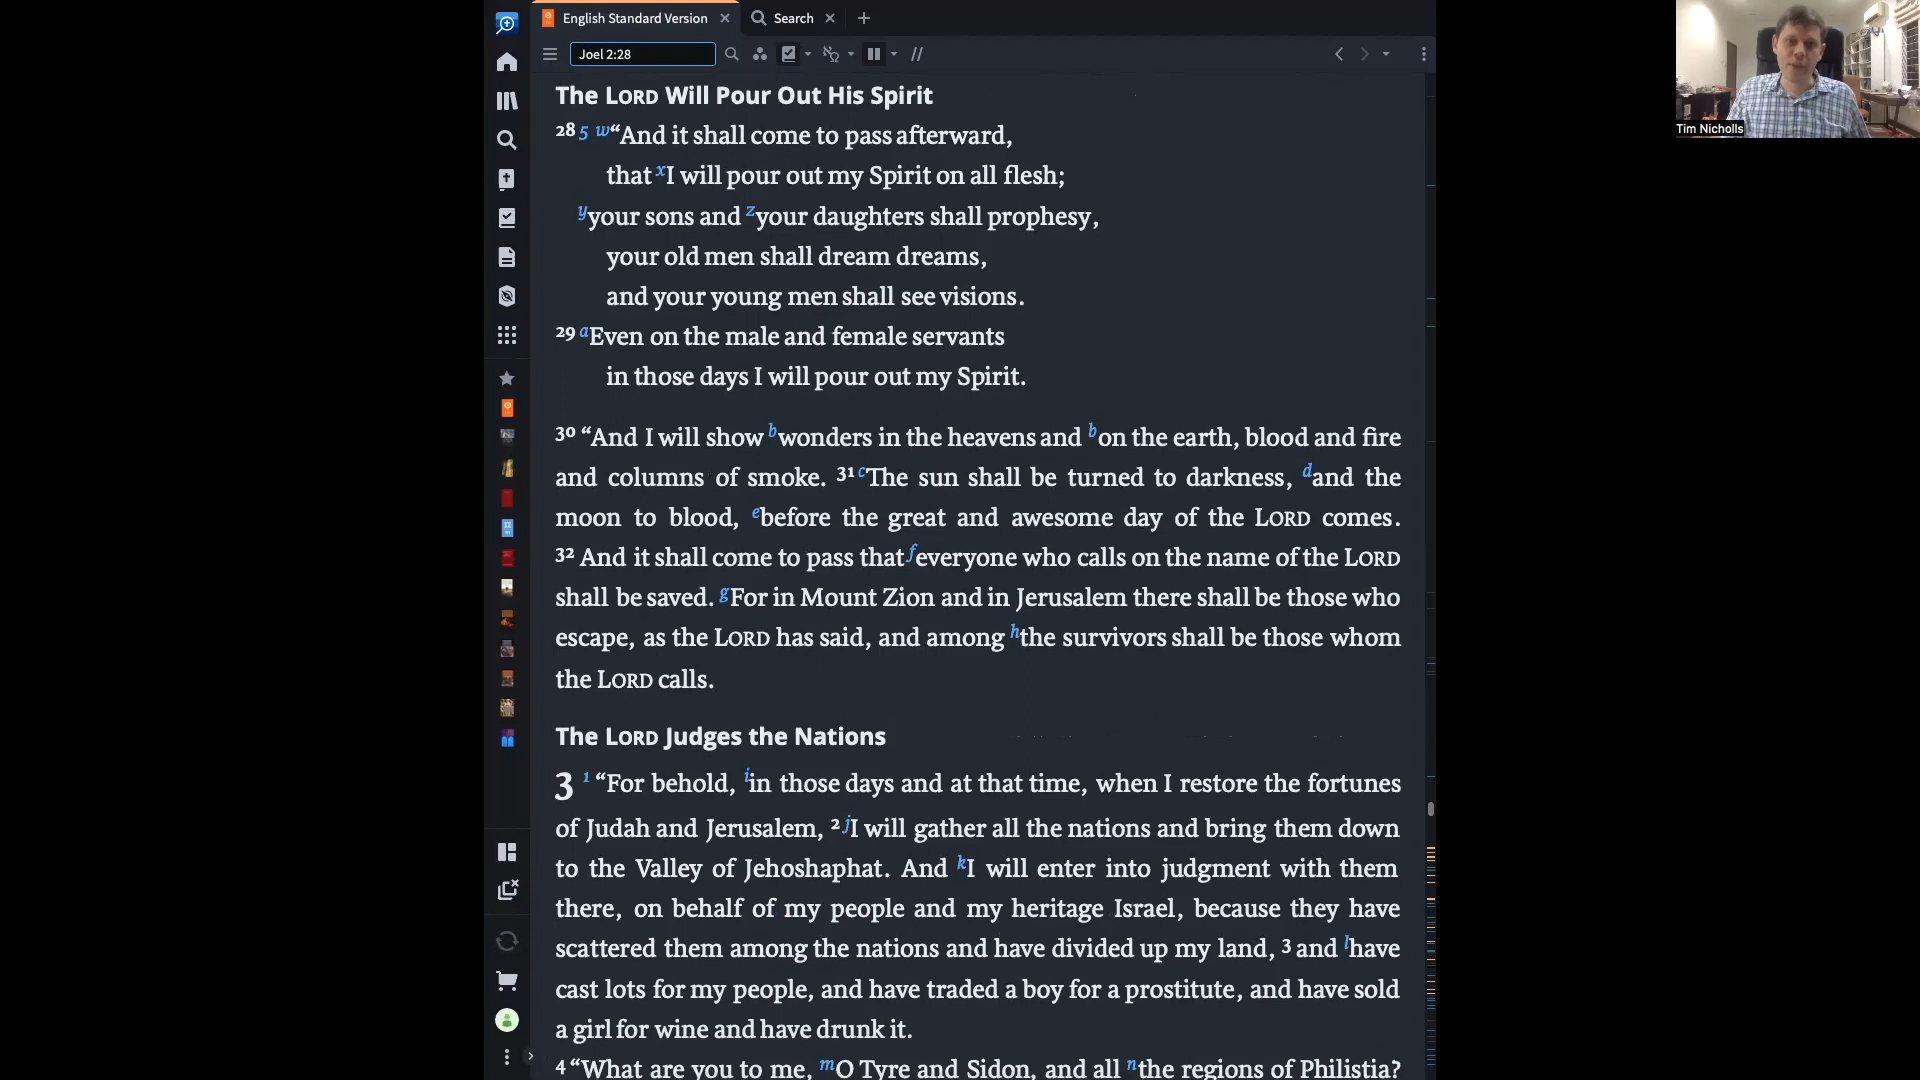 English Standard Version
Search
Joel 2:28
The LORD Will Pour Out His Spirit
28 5 w“And it shall come to pass afterward,
that xI will pour out my Spirit on all flesh;
yyour sons and zyour daughters shall prophesy,
your old men shall dream dreams,
and your young men shall see visions.
29 aEven on the male and female servants
in those days I will pour out my Spirit.
30 “And I will show bwonders in the heavens and bon the earth, blood and fire
and columns of smoke. 31 cThe sun shall be turned to darkness, dand the
moon to blood, ebefore the great and awesome day of the LORD comes.
32 And it shall come to pass that feveryone who calls on the name of the LORD
shall be saved. gFor in Mount Zion and in Jerusalem there shall be those who
escape, as the LORD has said, and among hthe survivors shall be those whom
the LORD calls.
The LORD Judges the Nations
3 1 “For behold, iin those days and at that time, when I restore the fortunes
of Judah and Jerusalem, 2 jI will gather all the nations and bring them down
to the Valley of Jehoshaphat. And kI will enter into judgment with them
there, on behalf of my people and my heritage Israel, because they have
scattered them among the nations and have divided up my land, 3 and lhave
cast lots for my people, and have traded a boy for a prostitute, and have sold
a girl for wine and have drunk it.
4 “What are you to me, mO Tyre and Sidon, and all nthe regions of Philistia?
Tim Nicholls